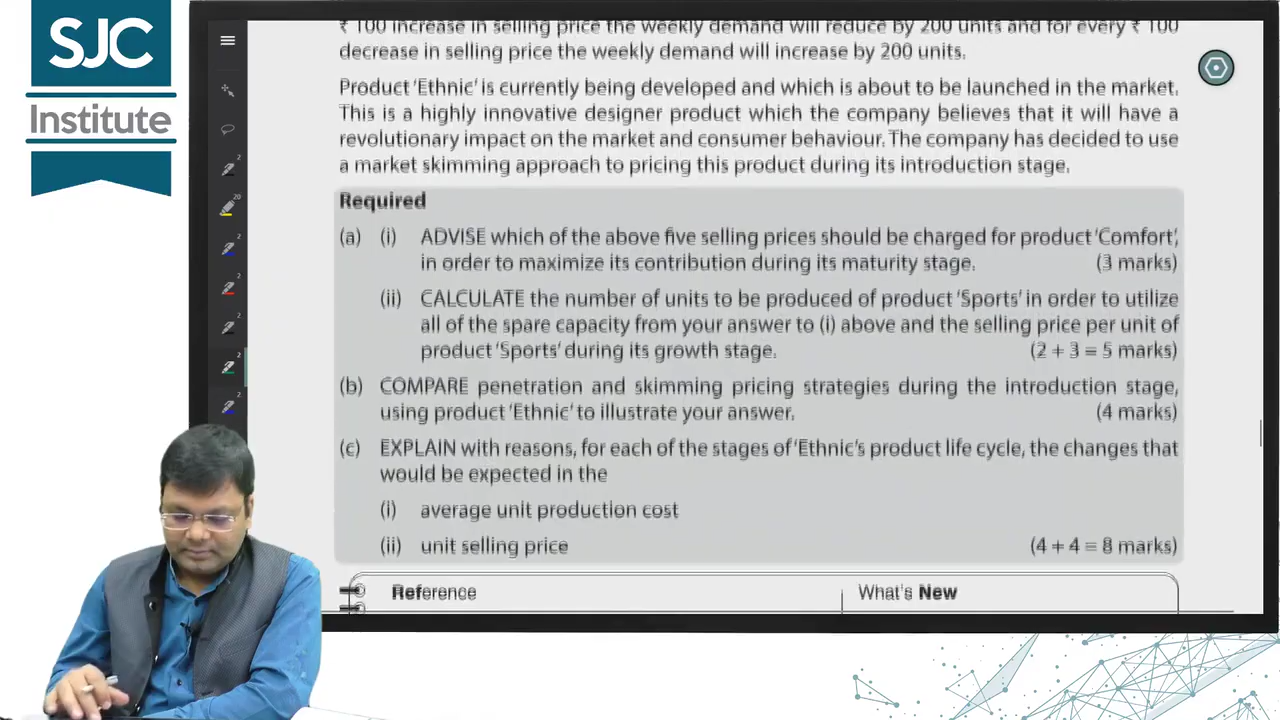 SJC
Institute
₹ 100 increase in selling price the weekly demand will reduce by 200 units and for every ₹ 100
decrease in selling price the weekly demand will increase by 200 units.
Product 'Ethnic' is currently being developed and which is about to be launched in the market.
This is a highly innovative designer product which the company believes that it will have a
revolutionary impact on the market and consumer behaviour. The company has decided to use
a market skimming approach to pricing this product during its introduction stage.
Required
(a) (i) ADVISE which of the above five selling prices should be charged for product 'Comfort',
in order to maximize its contribution during its maturity stage. (3 marks)
(ii) CALCULATE the number of units to be produced of product 'Sports' in order to utilize
all of the spare capacity from your answer to (i) above and the selling price per unit of
product 'Sports' during its growth stage. (2 + 3 = 5 marks)
(b) COMPARE penetration and skimming pricing strategies during the introduction stage,
using product 'Ethnic' to illustrate your answer. (4 marks)
(c) EXPLAIN with reasons, for each of the stages of 'Ethnic's product life cycle, the changes that
would be expected in the
(i) average unit production cost
(ii) unit selling price (4 + 4 = 8 marks)
Reference What's New
2
20
2
2
2
2